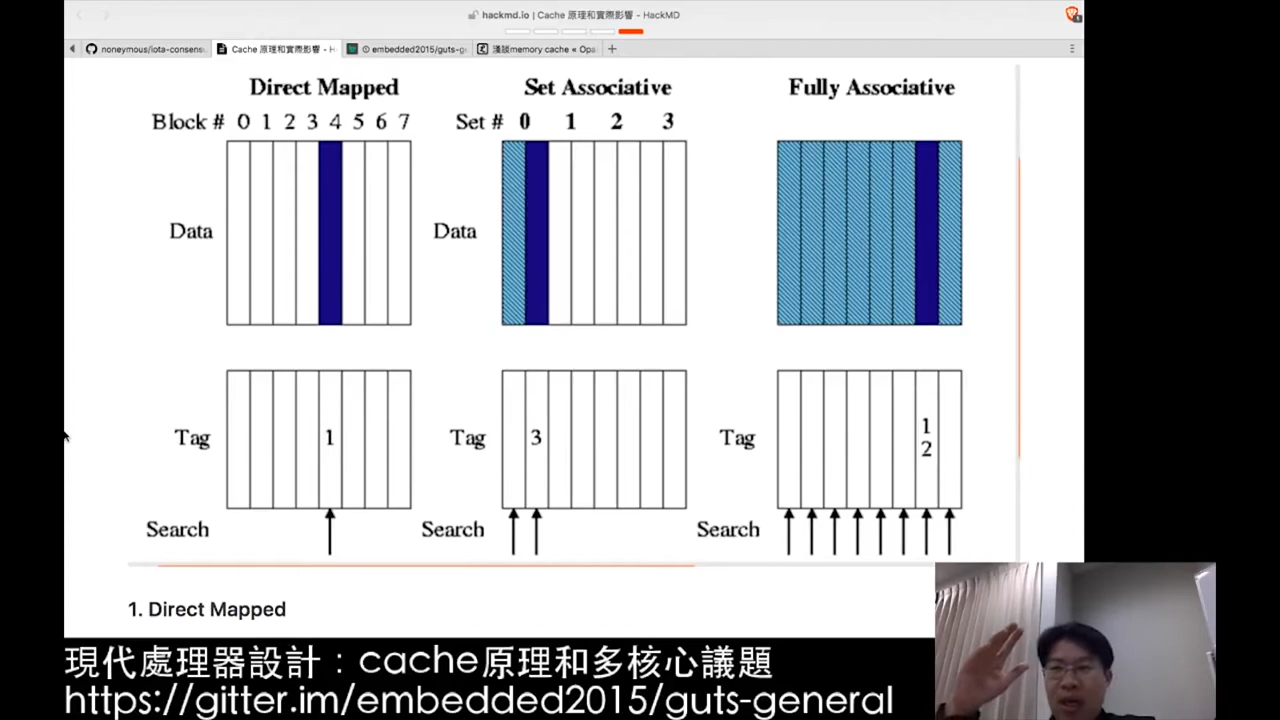 hackmd.io | Cache 原理和實際影響 - HackMD
noneymous/iota-consensu
Cache 原理和實際影響 - H
embedded2015/guts-g
淺談memory cache « Opa
Direct Mapped
Set Associative
Fully Associative
Block # 0 1 2 3 4 5 6 7
Set # 0 1 2 3
Data
Data
Tag
1
Tag
3
Tag
1
2
Search
Search
Search
1. Direct Mapped
現代處理器設計：cache原理和多核心議題
https://gitter.im/embedded2015/guts-general